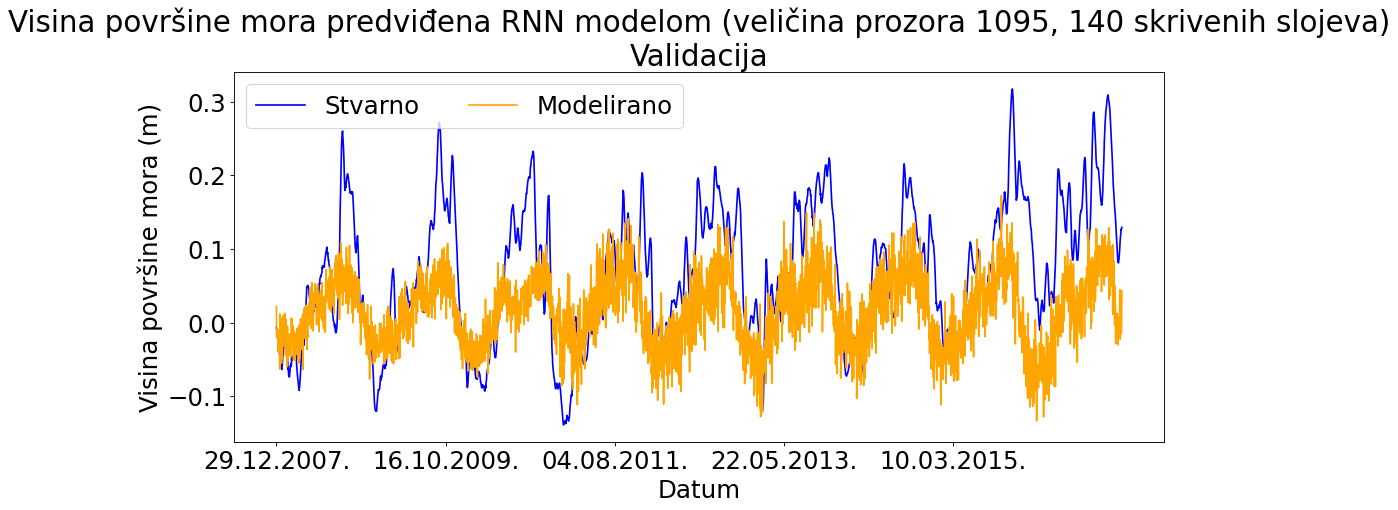 Visina površine mora predviđena RNN modelom (veličina prozora 1095, 140 skrivenih slojeva)
Validacija
Stvarno
Modelirano
Visina površine mora (m)
0.3
0.2
0.1
0.0
−0.1
29.12.2007.
16.10.2009.
04.08.2011.
22.05.2013.
10.03.2015.
Datum